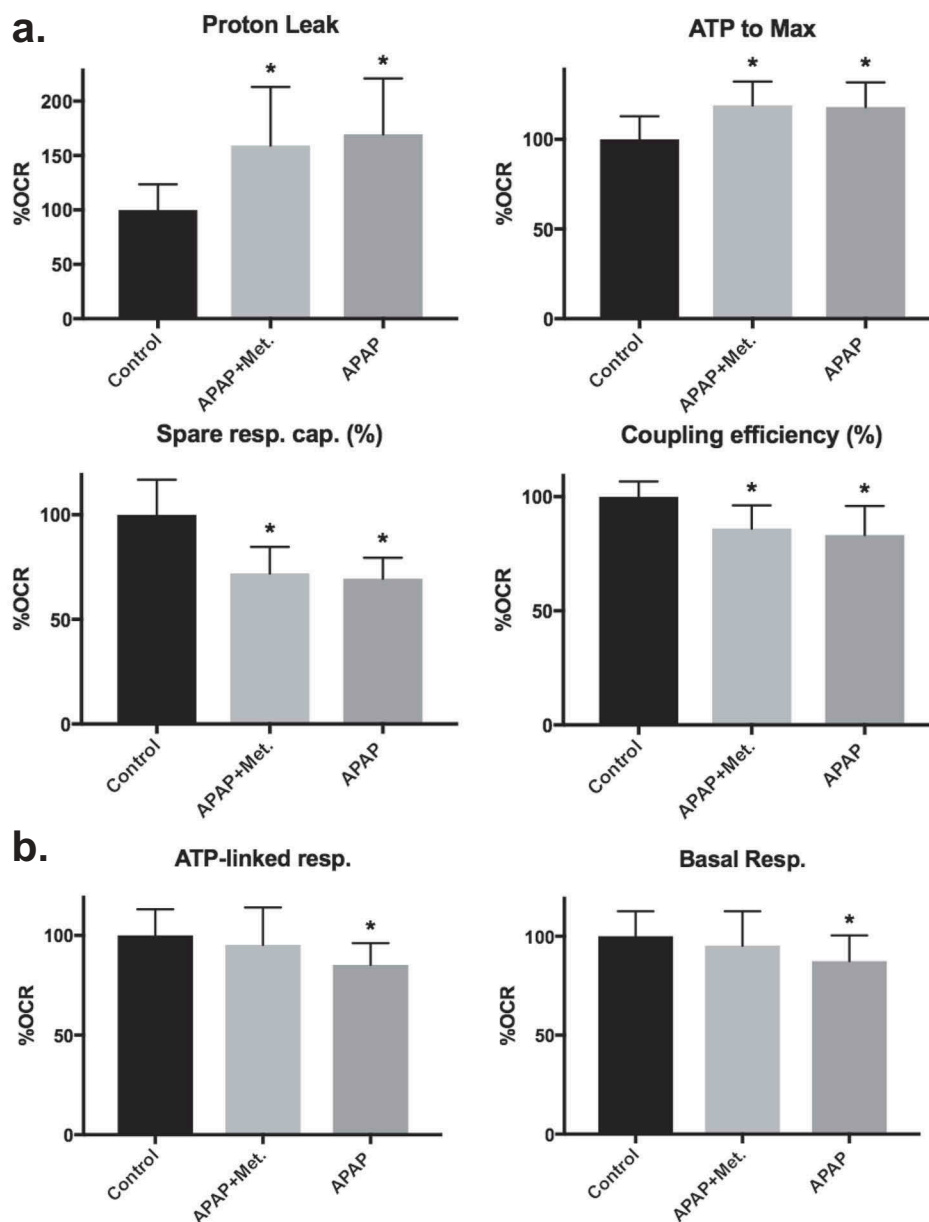 a.
Proton Leak
%OCR
200
150
100
50
0
*
*
Control
APAP+Met.
APAP
ATP to Max
%OCR
100
50
0
*
*
Control
APAP+Met.
APAP
Spare resp. cap. (%)
%OCR
100
50
0
*
*
Control
APAP+Met.
APAP
Coupling efficiency (%)
%OCR
100
50
0
*
*
Control
APAP+Met.
APAP
b.
ATP-linked resp.
%OCR
100
50
0
*
Control
APAP+Met.
APAP
Basal Resp.
%OCR
100
50
0
*
Control
APAP+Met.
APAP